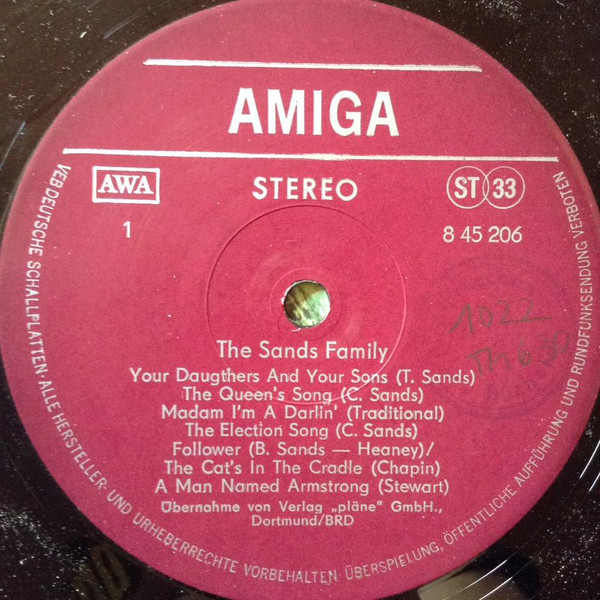 AMIGA
AWA
STEREO
ST 33
1
8 45 206
The Sands Family
Your Daugthers And Your Sons (T. Sands)
The Queen's Song (C. Sands)
Madam I'm A Darlin' (Traditional)
The Election Song (C. Sands)
Follower (B. Sands — Heaney)/
The Cat's In The Cradle (Chapin)
A Man Named Armstrong (Stewart)
Übernahme von Verlag „pläne" GmbH.,
Dortmund/BRD
VEB DEUTSCHE SCHALLPLATTEN · ALLE HERSTELLER- UND URHEBERRECHTE VORBEHALTEN ÜBERSPIELUNG, ÖFFENTLICHE AUFFÜHRUNG UND RUNDFUNKSENDUNG VERBOTEN
1022